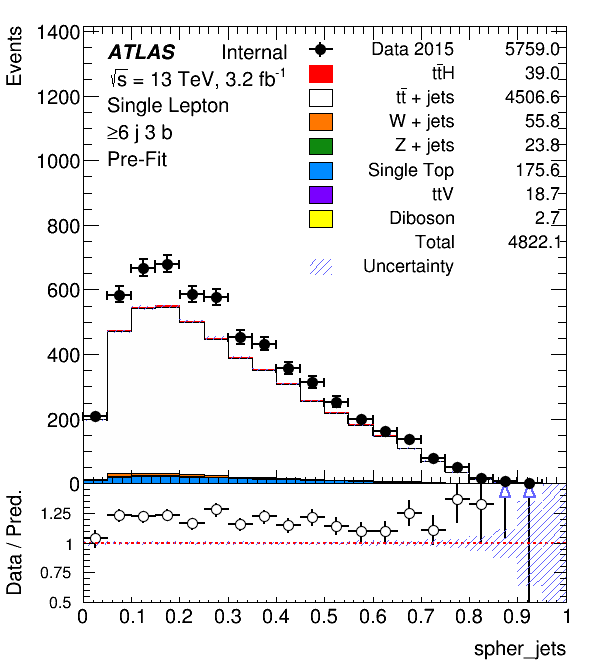 Events
1400
1200
1000
800
600
400
200
0
ATLAS Internal
√s = 13 TeV, 3.2 fb⁻¹
Single Lepton
≥6 j 3 b
Pre-Fit
Data 2015 5759.0
tt̄H 39.0
tt̄ + jets 4506.6
W + jets 55.8
Z + jets 23.8
Single Top 175.6
ttV 18.7
Diboson 2.7
Total 4822.1
Uncertainty
Data / Pred.
1.25
1
0.75
0.5
0 0.1 0.2 0.3 0.4 0.5 0.6 0.7 0.8 0.9 1
spher_jets